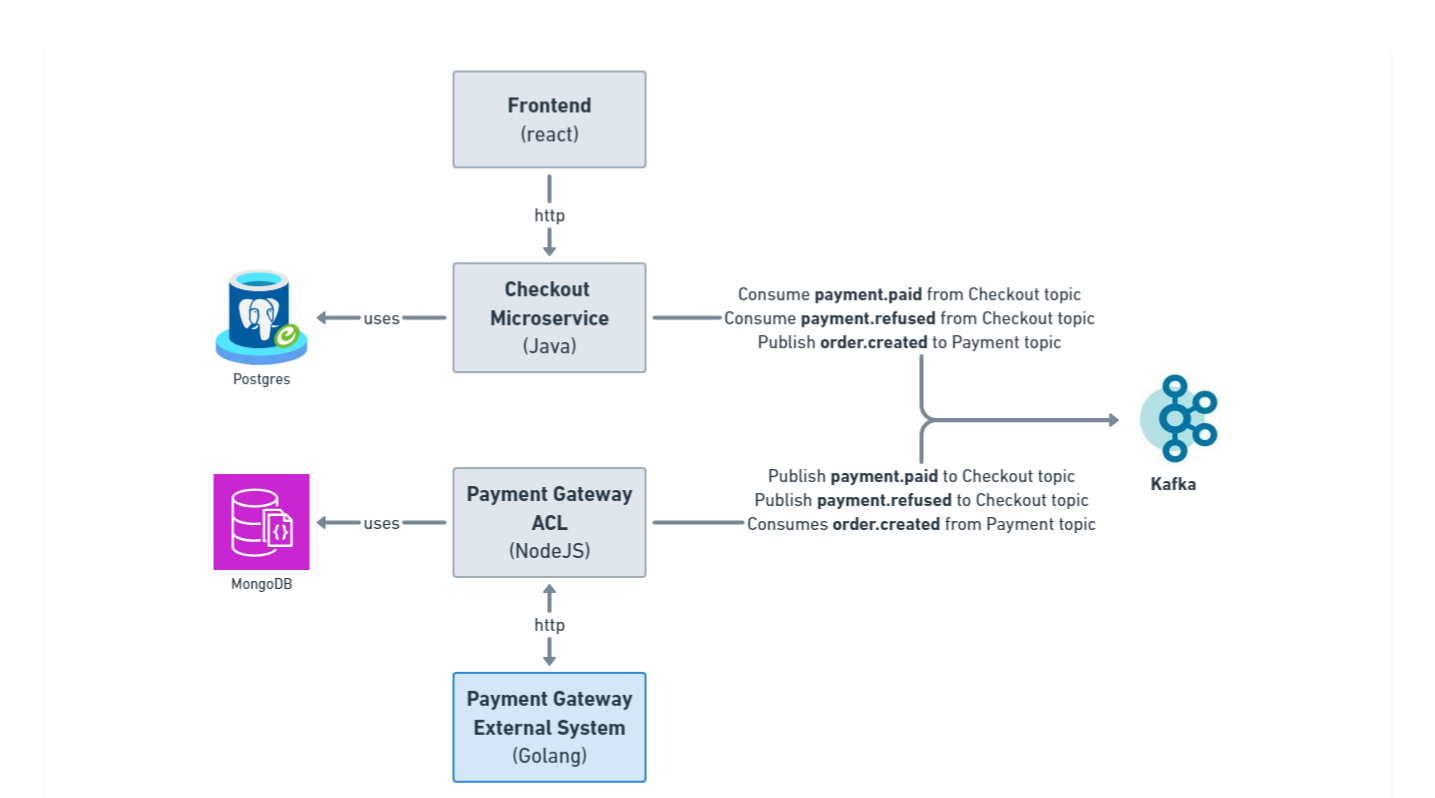 Frontend
(react)
http
Checkout
Microservice
(Java)
uses
Postgres
Consume payment.paid from Checkout topic
Consume payment.refused from Checkout topic
Publish order.created to Payment topic
Kafka
Publish payment.paid to Checkout topic
Publish payment.refused to Checkout topic
Consumes order.created from Payment topic
Payment Gateway
ACL
(NodeJS)
uses
{}
MongoDB
http
Payment Gateway
External System
(Golang)